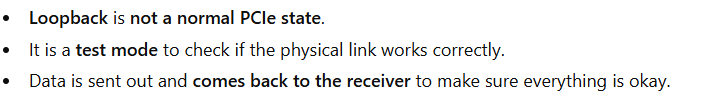 • Loopback is not a normal PCIe state.
• It is a test mode to check if the physical link works correctly.
• Data is sent out and comes back to the receiver to make sure everything is okay.